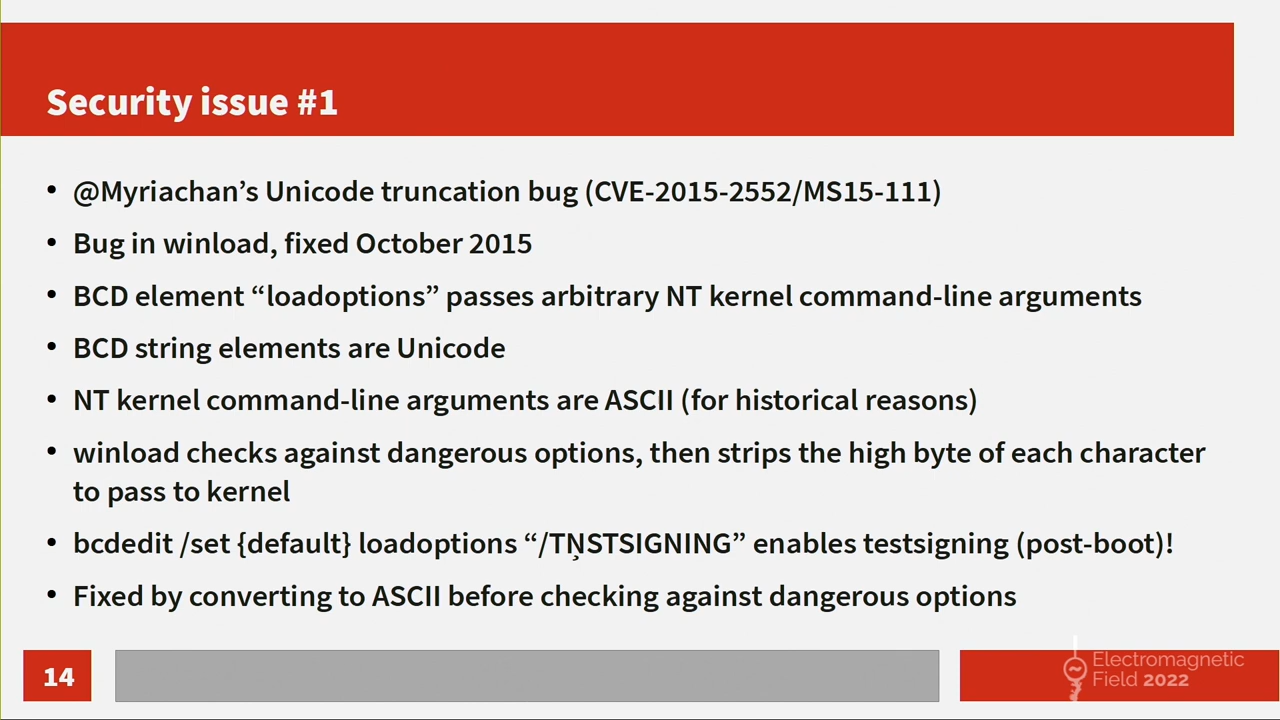 Security issue #1
• @Myriachan’s Unicode truncation bug (CVE-2015-2552/MS15-111)
• Bug in winload, fixed October 2015
• BCD element “loadoptions” passes arbitrary NT kernel command-line arguments
• BCD string elements are Unicode
• NT kernel command-line arguments are ASCII (for historical reasons)
• winload checks against dangerous options, then strips the high byte of each character
to pass to kernel
• bcdedit /set {default} loadoptions “/TŅSTSIGNING” enables testsigning (post-boot)!
• Fixed by converting to ASCII before checking against dangerous options
14
Electromagnetic
Field 2022